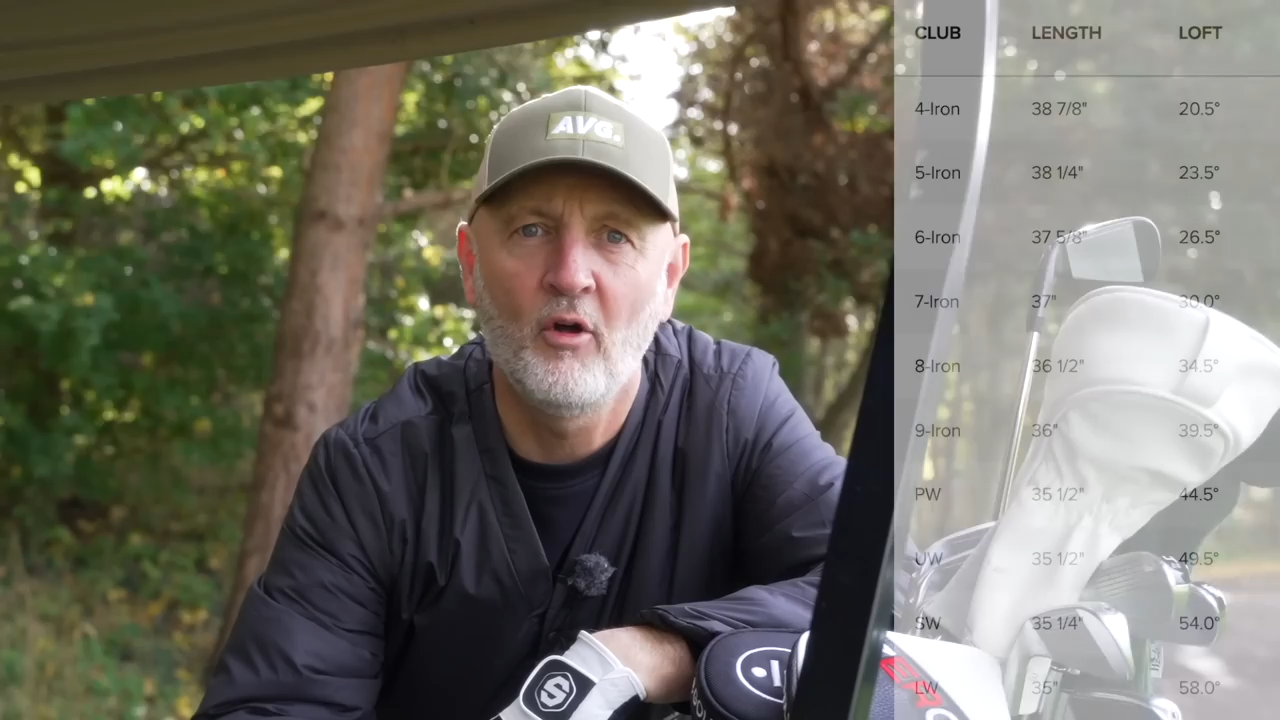 AVG.
CLUB LENGTH LOFT
4-Iron 38 7/8" 20.5°
5-Iron 38 1/4" 23.5°
6-Iron 37 5/8" 26.5°
7-Iron 37" 30.0°
8-Iron 36 1/2" 34.5°
9-Iron 36" 39.5°
PW 35 1/2" 44.5°
UW 35 1/2" 49.5°
SW 35 1/4" 54.0°
LW 35" 58.0°
S